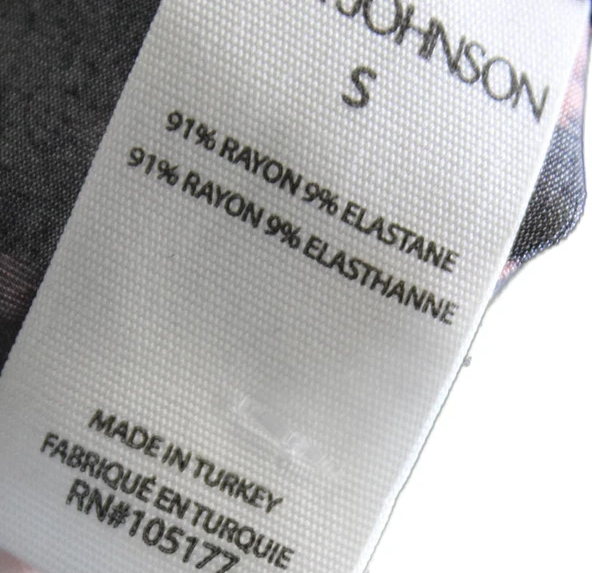 JOHNSON
S
91% RAYON 9% ELASTANE
91% RAYON 9% ELASTHANNE
MADE IN TURKEY
FABRIQUÉ EN TURQUIE
RN#105177